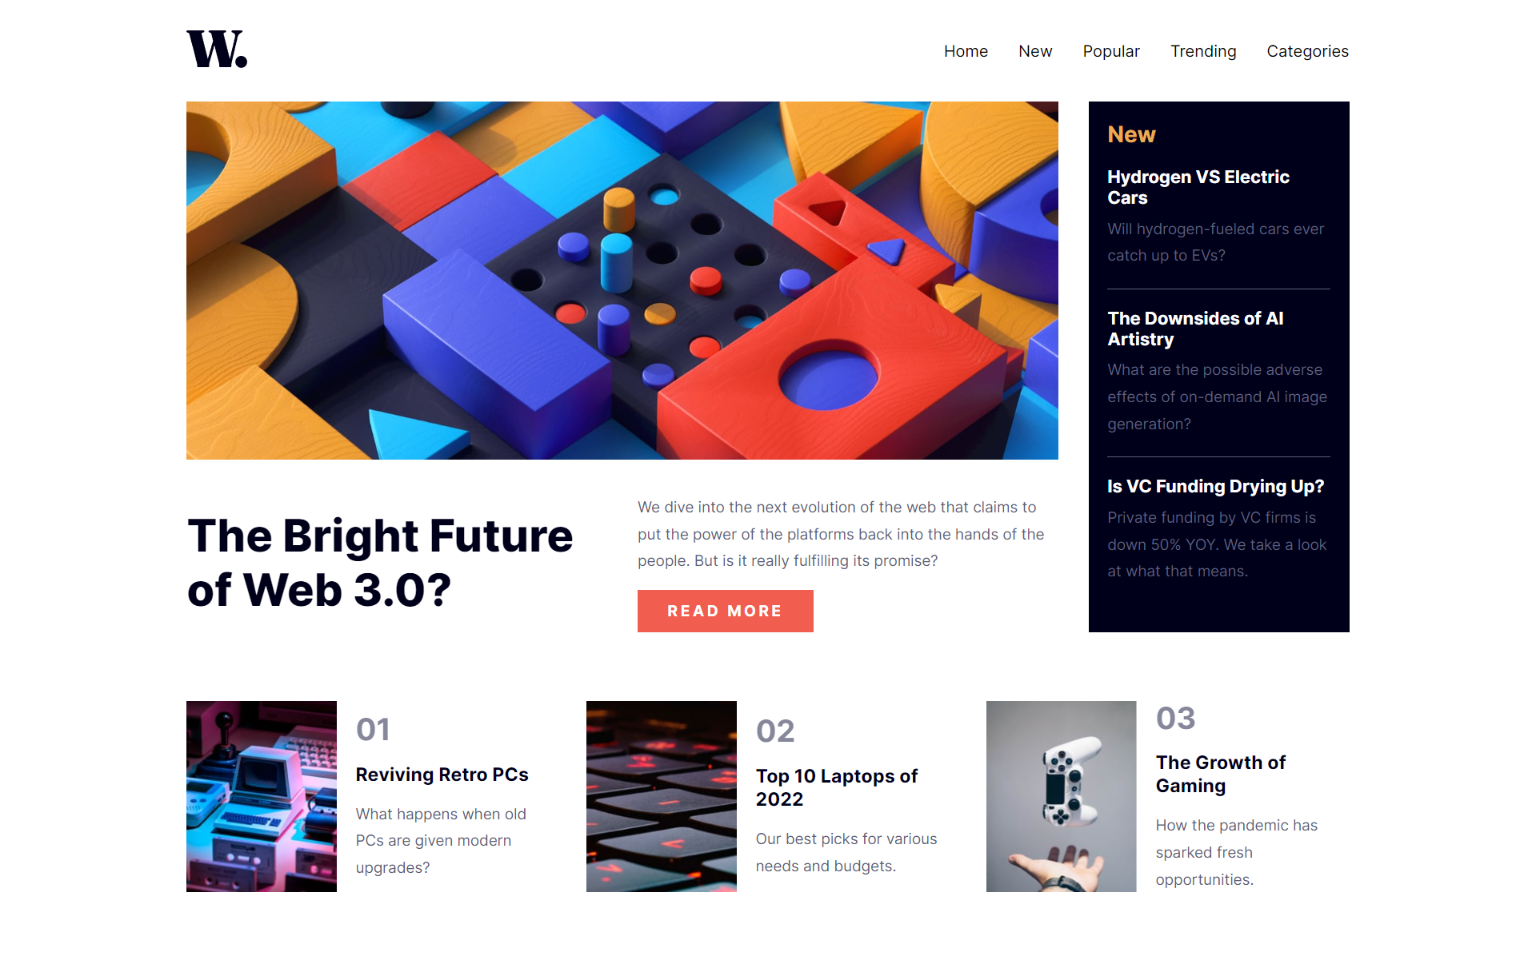 W.
Home New Popular Trending Categories
New
Hydrogen VS Electric
Cars
Will hydrogen-fueled cars ever
catch up to EVs?
The Downsides of AI
Artistry
What are the possible adverse
effects of on-demand AI image
generation?
Is VC Funding Drying Up?
Private funding by VC firms is
down 50% YOY. We take a look
at what that means.
The Bright Future
of Web 3.0?
We dive into the next evolution of the web that claims to
put the power of the platforms back into the hands of the
people. But is it really fulfilling its promise?
READ MORE
01
Reviving Retro PCs
What happens when old
PCs are given modern
upgrades?
02
Top 10 Laptops of
2022
Our best picks for various
needs and budgets.
03
The Growth of
Gaming
How the pandemic has
sparked fresh
opportunities.